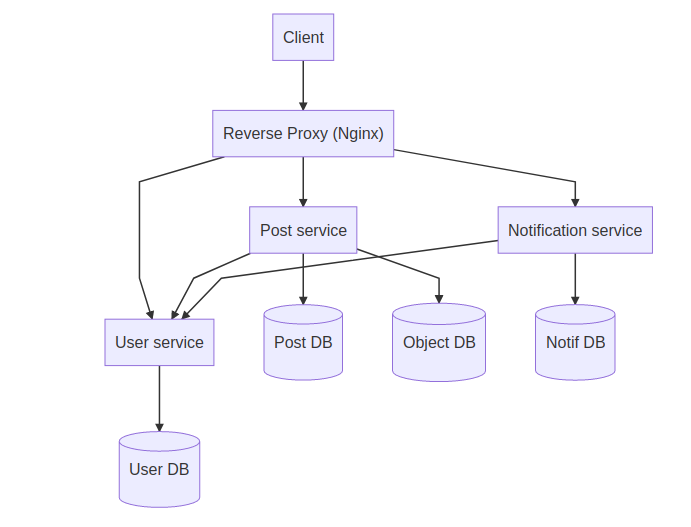 Client
Reverse Proxy (Nginx)
Post service
Notification service
User service
Post DB
Object DB
Notif DB
User DB